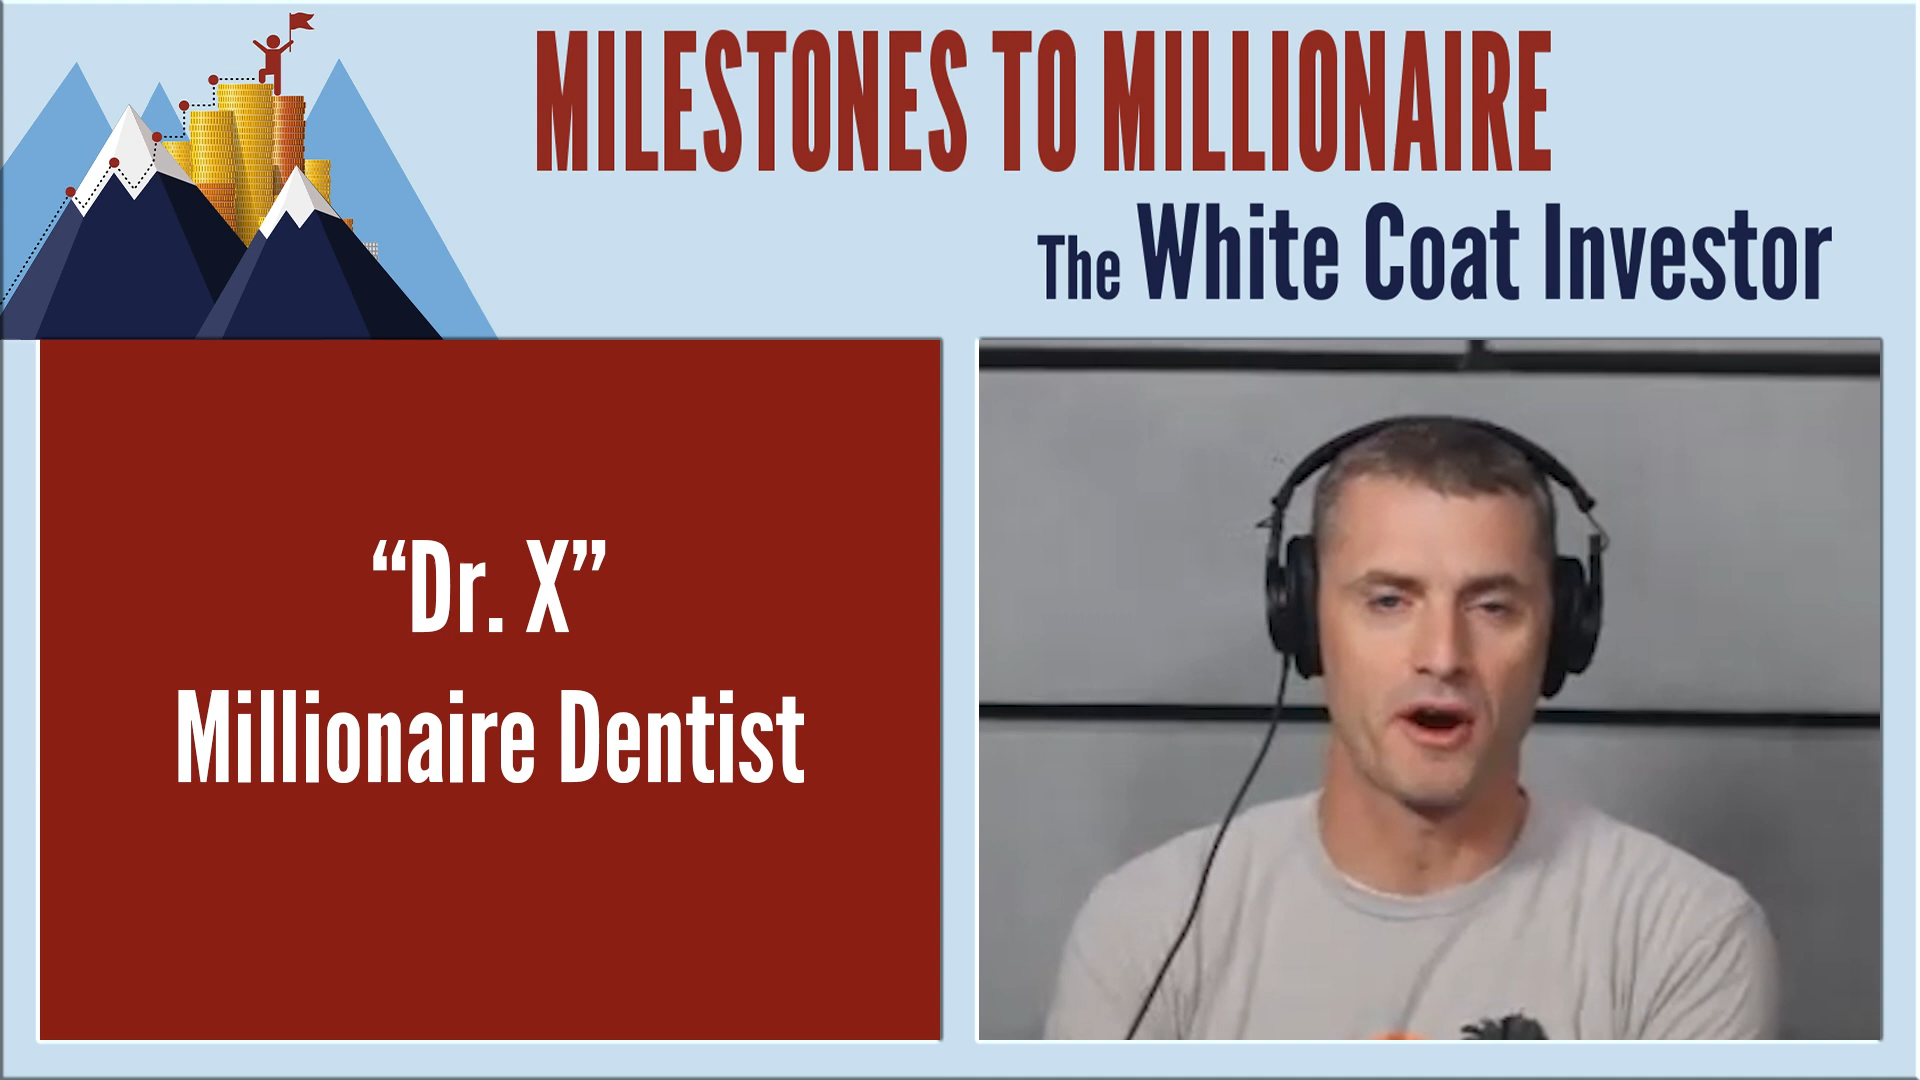 MILESTONES TO MILLIONAIRE
The White Coat Investor
“Dr. X”
Millionaire Dentist